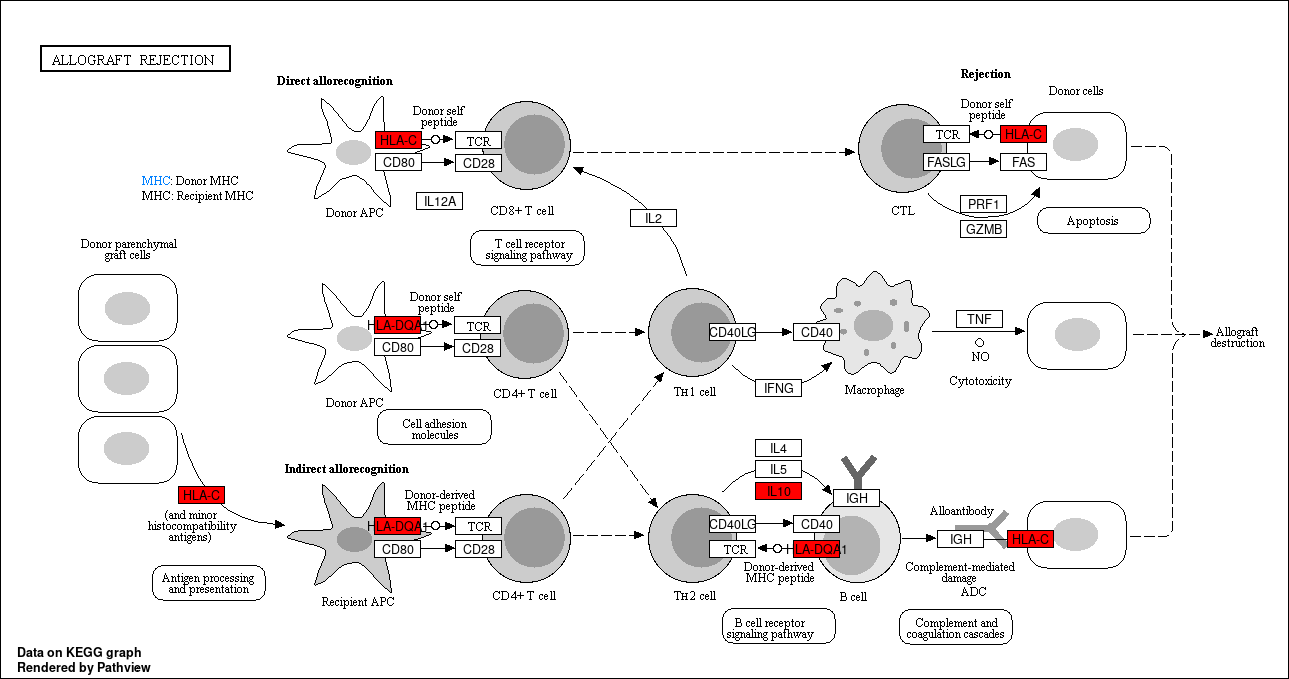 ALLOGRAFT REJECTION
Direct allorecognition
Donor self
peptide
HLA-C
TCR
CD80
CD28
IL12A
Donor APC
CD8+ T cell
T cell receptor
signaling pathway
MHC: Donor MHC
MHC: Recipient MHC
Rejection
Donor self
peptide
Donor cells
TCR
HLA-C
FASLG
FAS
CTL
PRF1
GZMB
Apoptosis
IL2
Donor parenchymal
graft cells
Donor self
peptide
HLA-DQA1
TCR
CD80
CD28
Donor APC
CD4+ T cell
Cell adhesion
molecules
CD40LG
CD40
TH1 cell
IFNG
Macrophage
TNF
NO
Cytotoxicity
Allograft
destruction
Indirect allorecognition
HLA-C
(and minor
histocompatibility
antigens)
Antigen processing
and presentation
Donor-derived
MHC peptide
HLA-DQA1
TCR
CD80
CD28
Recipient APC
CD4+ T cell
IL4
IL5
IL10
IGH
CD40LG
CD40
TCR
HLA-DQA1
Donor-derived
MHC peptide
TH2 cell
B cell
B cell receptor
signaling pathway
Alloantibody
IGH
HLA-C
Complement-mediated
damage
ADC
Complement and
coagulation cascades
Data on KEGG graph
Rendered by Pathview